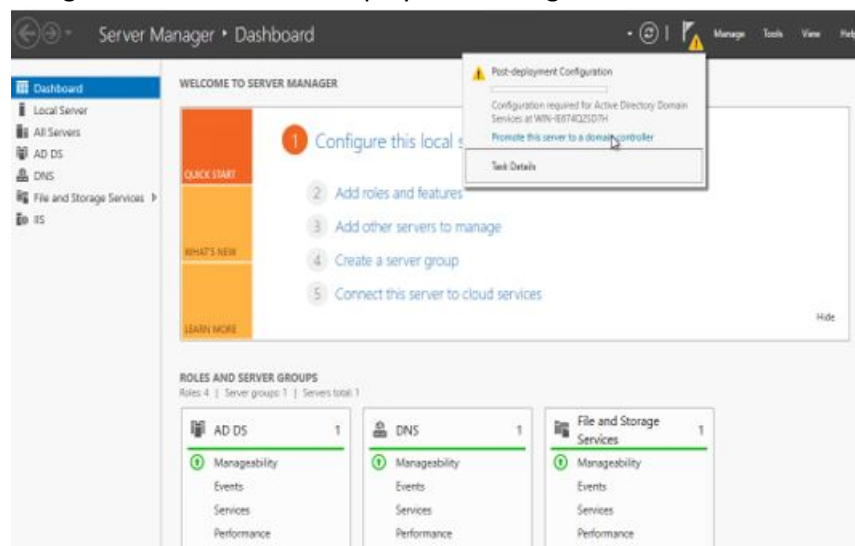 Server Manager ‣ Dashboard
Manage Tools View Help
Dashboard
Local Server
All Servers
AD DS
DNS
File and Storage Services
IIS
WELCOME TO SERVER MANAGER
QUICK START
WHAT'S NEW
LEARN MORE
1 Configure this local s
2 Add roles and features
3 Add other servers to manage
4 Create a server group
5 Connect this server to cloud services
Hide
Post-deployment Configuration
Configuration required for Active Directory Domain
Services at
Promote this server to a domain controller
Task Details
ROLES AND SERVER GROUPS
Roles 4 | Server groups 1 | Servers total 1
AD DS 1
Manageability
Events
Services
Performance
DNS 1
Manageability
Events
Services
Performance
File and Storage
Services 1
Manageability
Events
Services
Performance